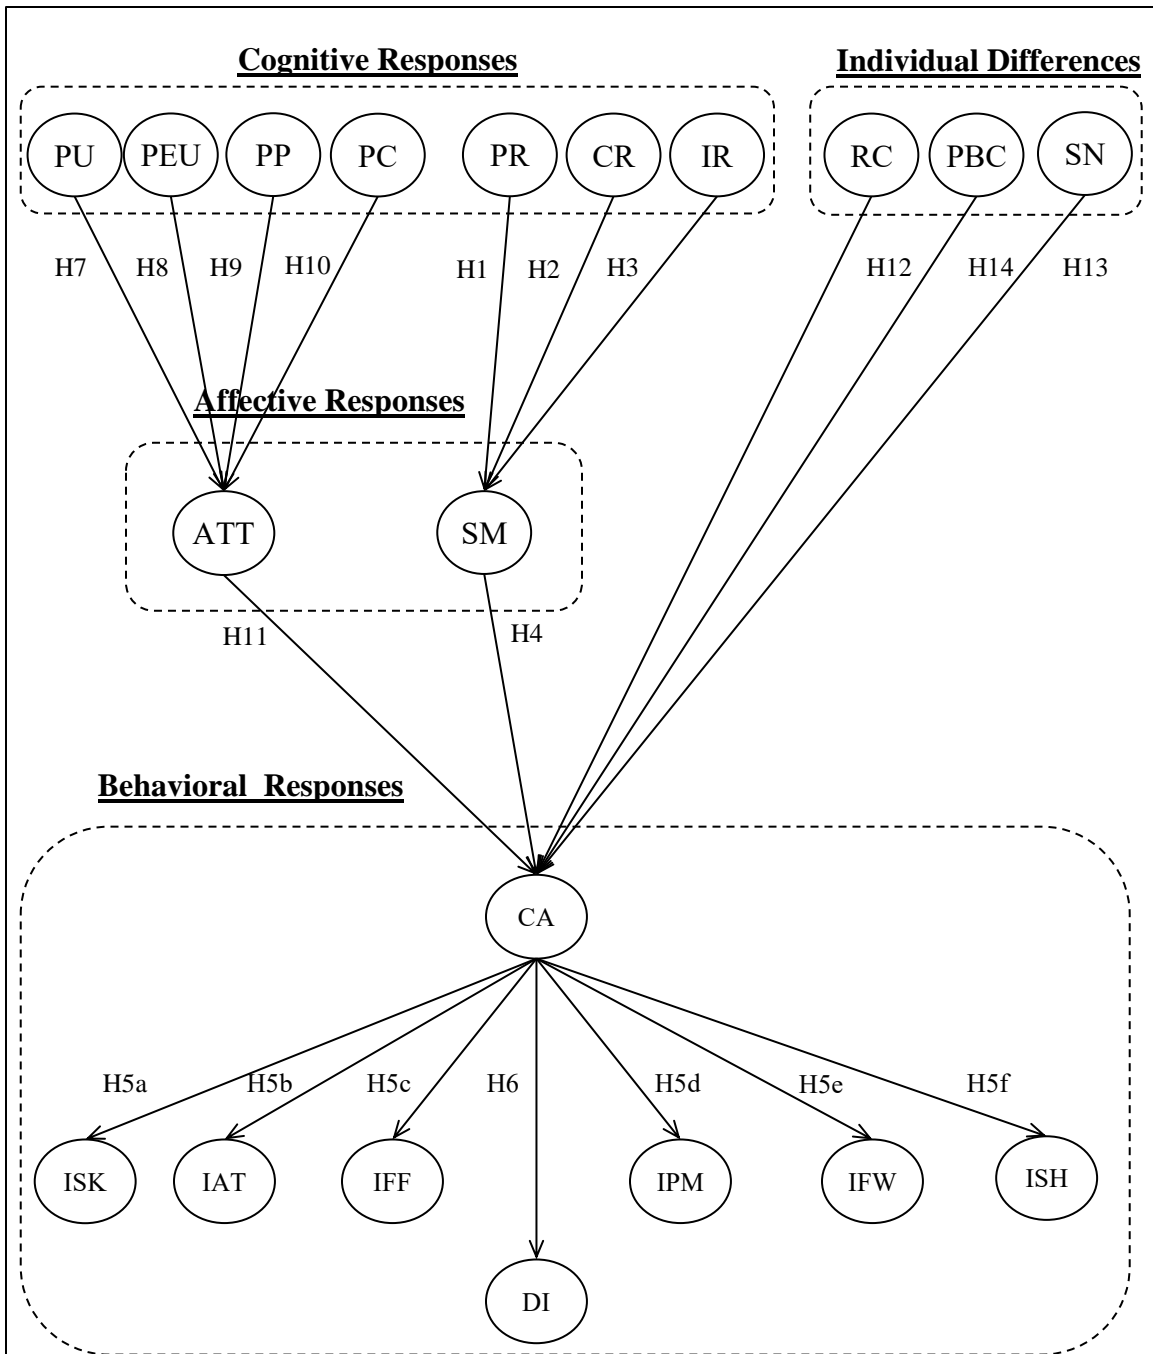 Cognitive Responses
Individual Differences
PU PEU PP PC PR CR IR RC PBC SN
H7 H8 H9 H10 H1 H2 H3 H12 H14 H13
Affective Responses
ATT SM
H11 H4
Behavioral Responses
CA
H5a H5b H5c H6 H5d H5e H5f
ISK IAT IFF IPM IFW ISH
DI